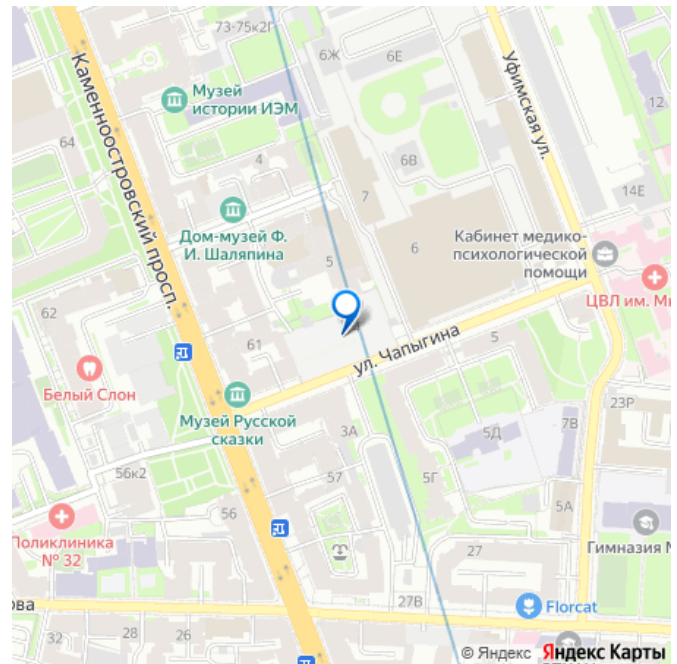 73-75к2Г
6Ж
6Е
Каменноостровский просп.
Музей
истории ИЭМ
Уфимская ул.
12
64
4
6В
7
14Е
Дом-музей Ф.
И. Шаляпина
6
Кабинет медико-
психологической
помощи
5
ЦВЛ им. Мн
62
61
ул. Чапыгина
5
Белый Слон
Музей Русской
сказки
3А
23Р
7В
5Д
56к2
57
5Г
56
5А
Поликлиника
№ 32
27
Гимназия №
ова
27В
Florcat
32
28
26
© Яндекс Яндекс Карты